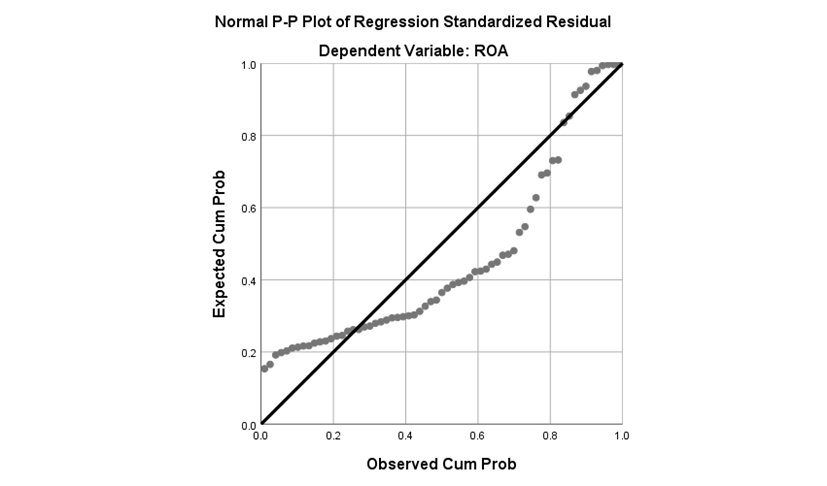 Normal P-P Plot of Regression Standardized Residual
Dependent Variable: ROA
1.0
0.8
0.6
0.4
0.2
0.0
Expected Cum Prob
0.0 0.2 0.4 0.6 0.8 1.0
Observed Cum Prob